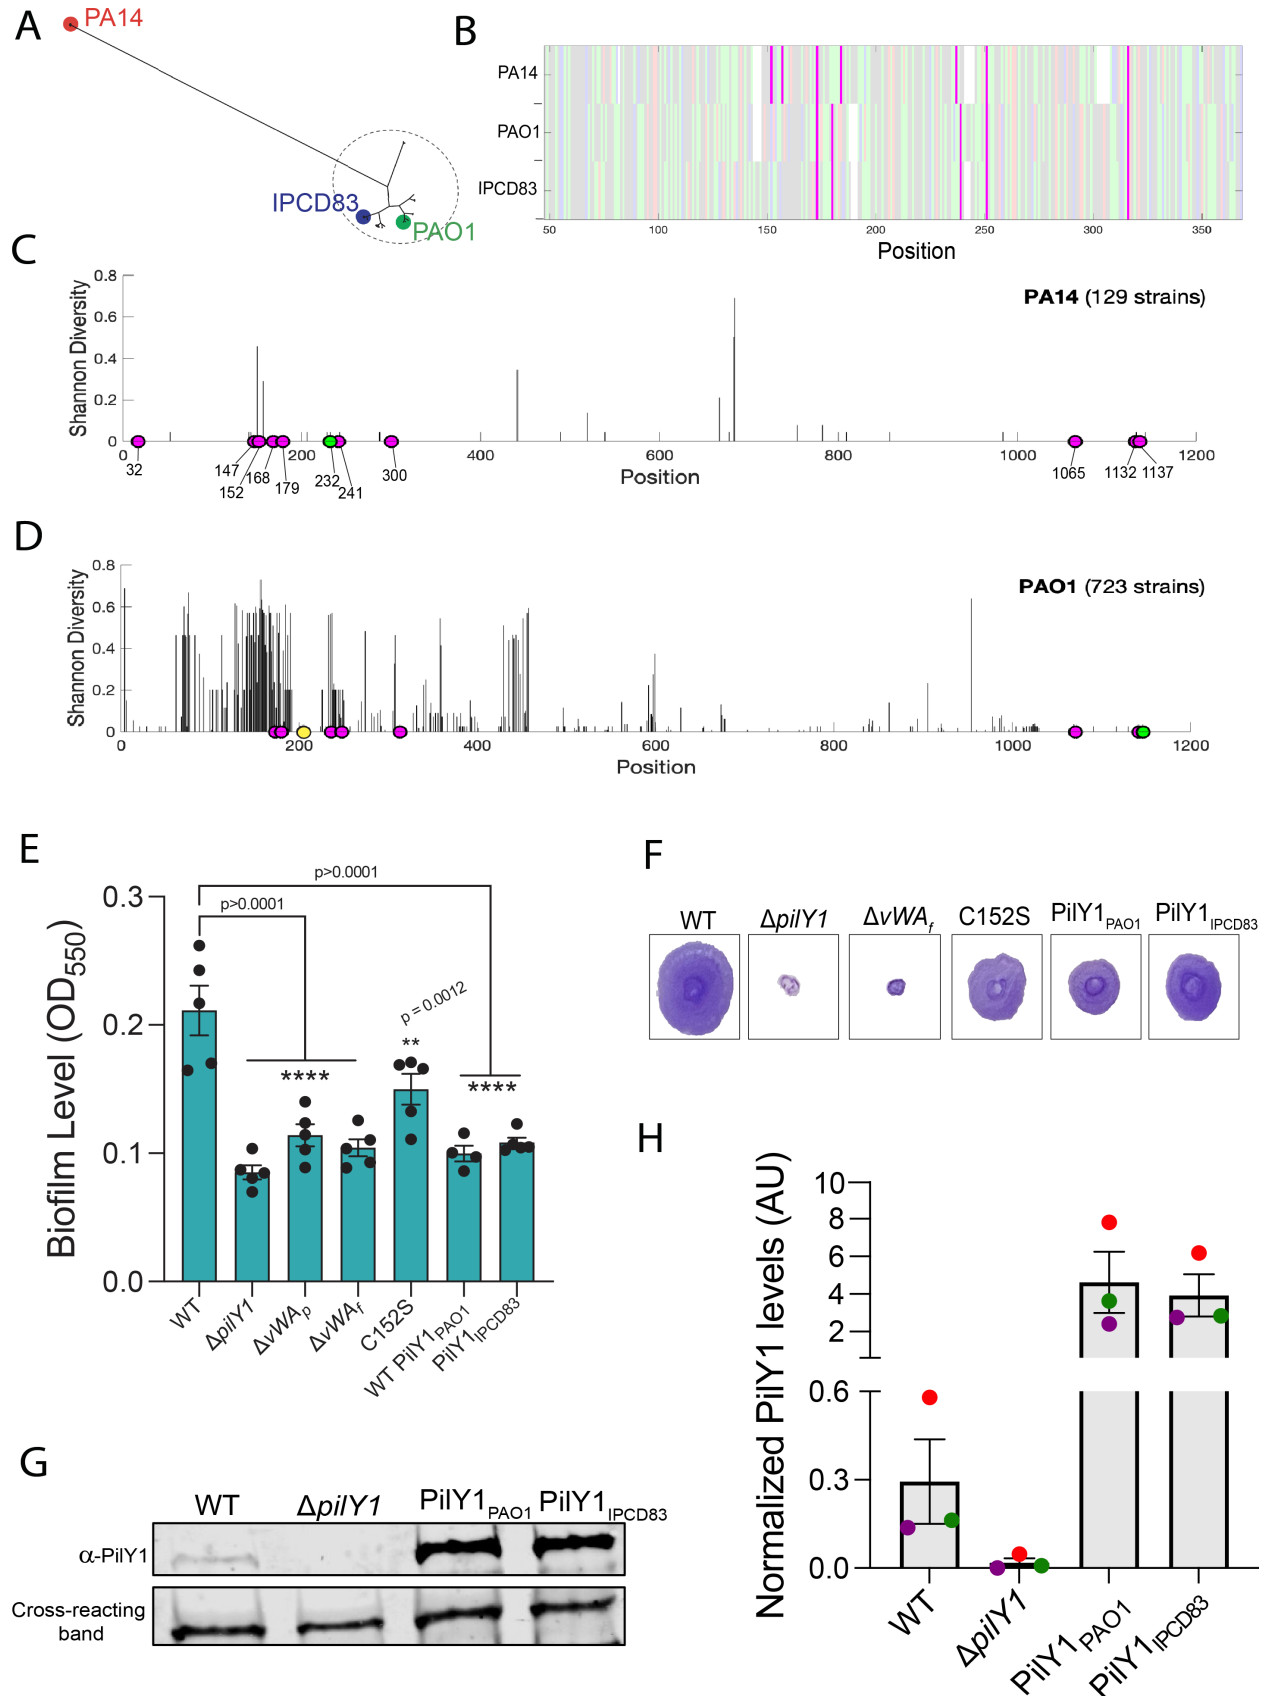 A
PA14
IPCD83
PAO1
B
PA14
PAO1
IPCD83
50
100
150
200
250
300
350
Position
C
Shannon Diversity
0.8
0.6
0.4
0.2
0
PA14 (129 strains)
200
400
600
800
1000
1200
32
147
152
168
179
232
241
300
1065
1132
1137
Position
D
Shannon Diversity
0.8
0.6
0.4
0.2
0
PAO1 (723 strains)
0
200
400
600
800
1000
1200
Position
E
Biofilm Level (OD550)
0.3
0.2
0.1
0.0
p>0.0001
p>0.0001
p = 0.0012
**
****
****
WT
ΔpilY1
ΔvWAp
ΔvWAf
C152S
WT PilY1PAO1
PilY1IPCD83
F
WT
ΔpilY1
ΔvWAf
C152S
PilY1PAO1
PilY1IPCD83
G
WT
ΔpilY1
PilY1PAO1
PilY1IPCD83
α-PilY1
Cross-reacting
band
H
Normalized PilY1 levels (AU)
10
8
6
4
2
0.6
0.3
0.0
WT
ΔpilY1
PilY1PAO1
PilY1IPCD83